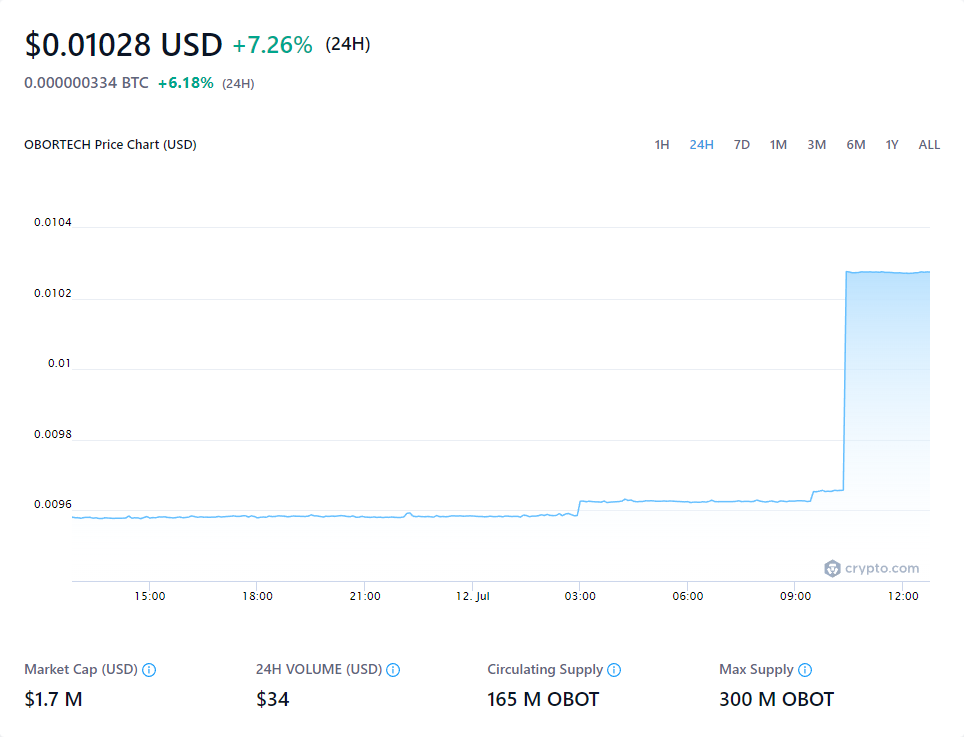 $0.01028 USD +7.26% (24H)
0.000000334 BTC +6.18% (24H)
OBORTECH Price Chart (USD) 1H 24H 7D 1M 3M 6M 1Y ALL
0.0104
0.0102
0.01
0.0098
0.0096
crypto.com
15:00 18:00 21:00 12. Jul 03:00 06:00 09:00 12:00
Market Cap (USD) 24H VOLUME (USD) Circulating Supply Max Supply
$1.7 M $34 165 M OBOT 300 M OBOT